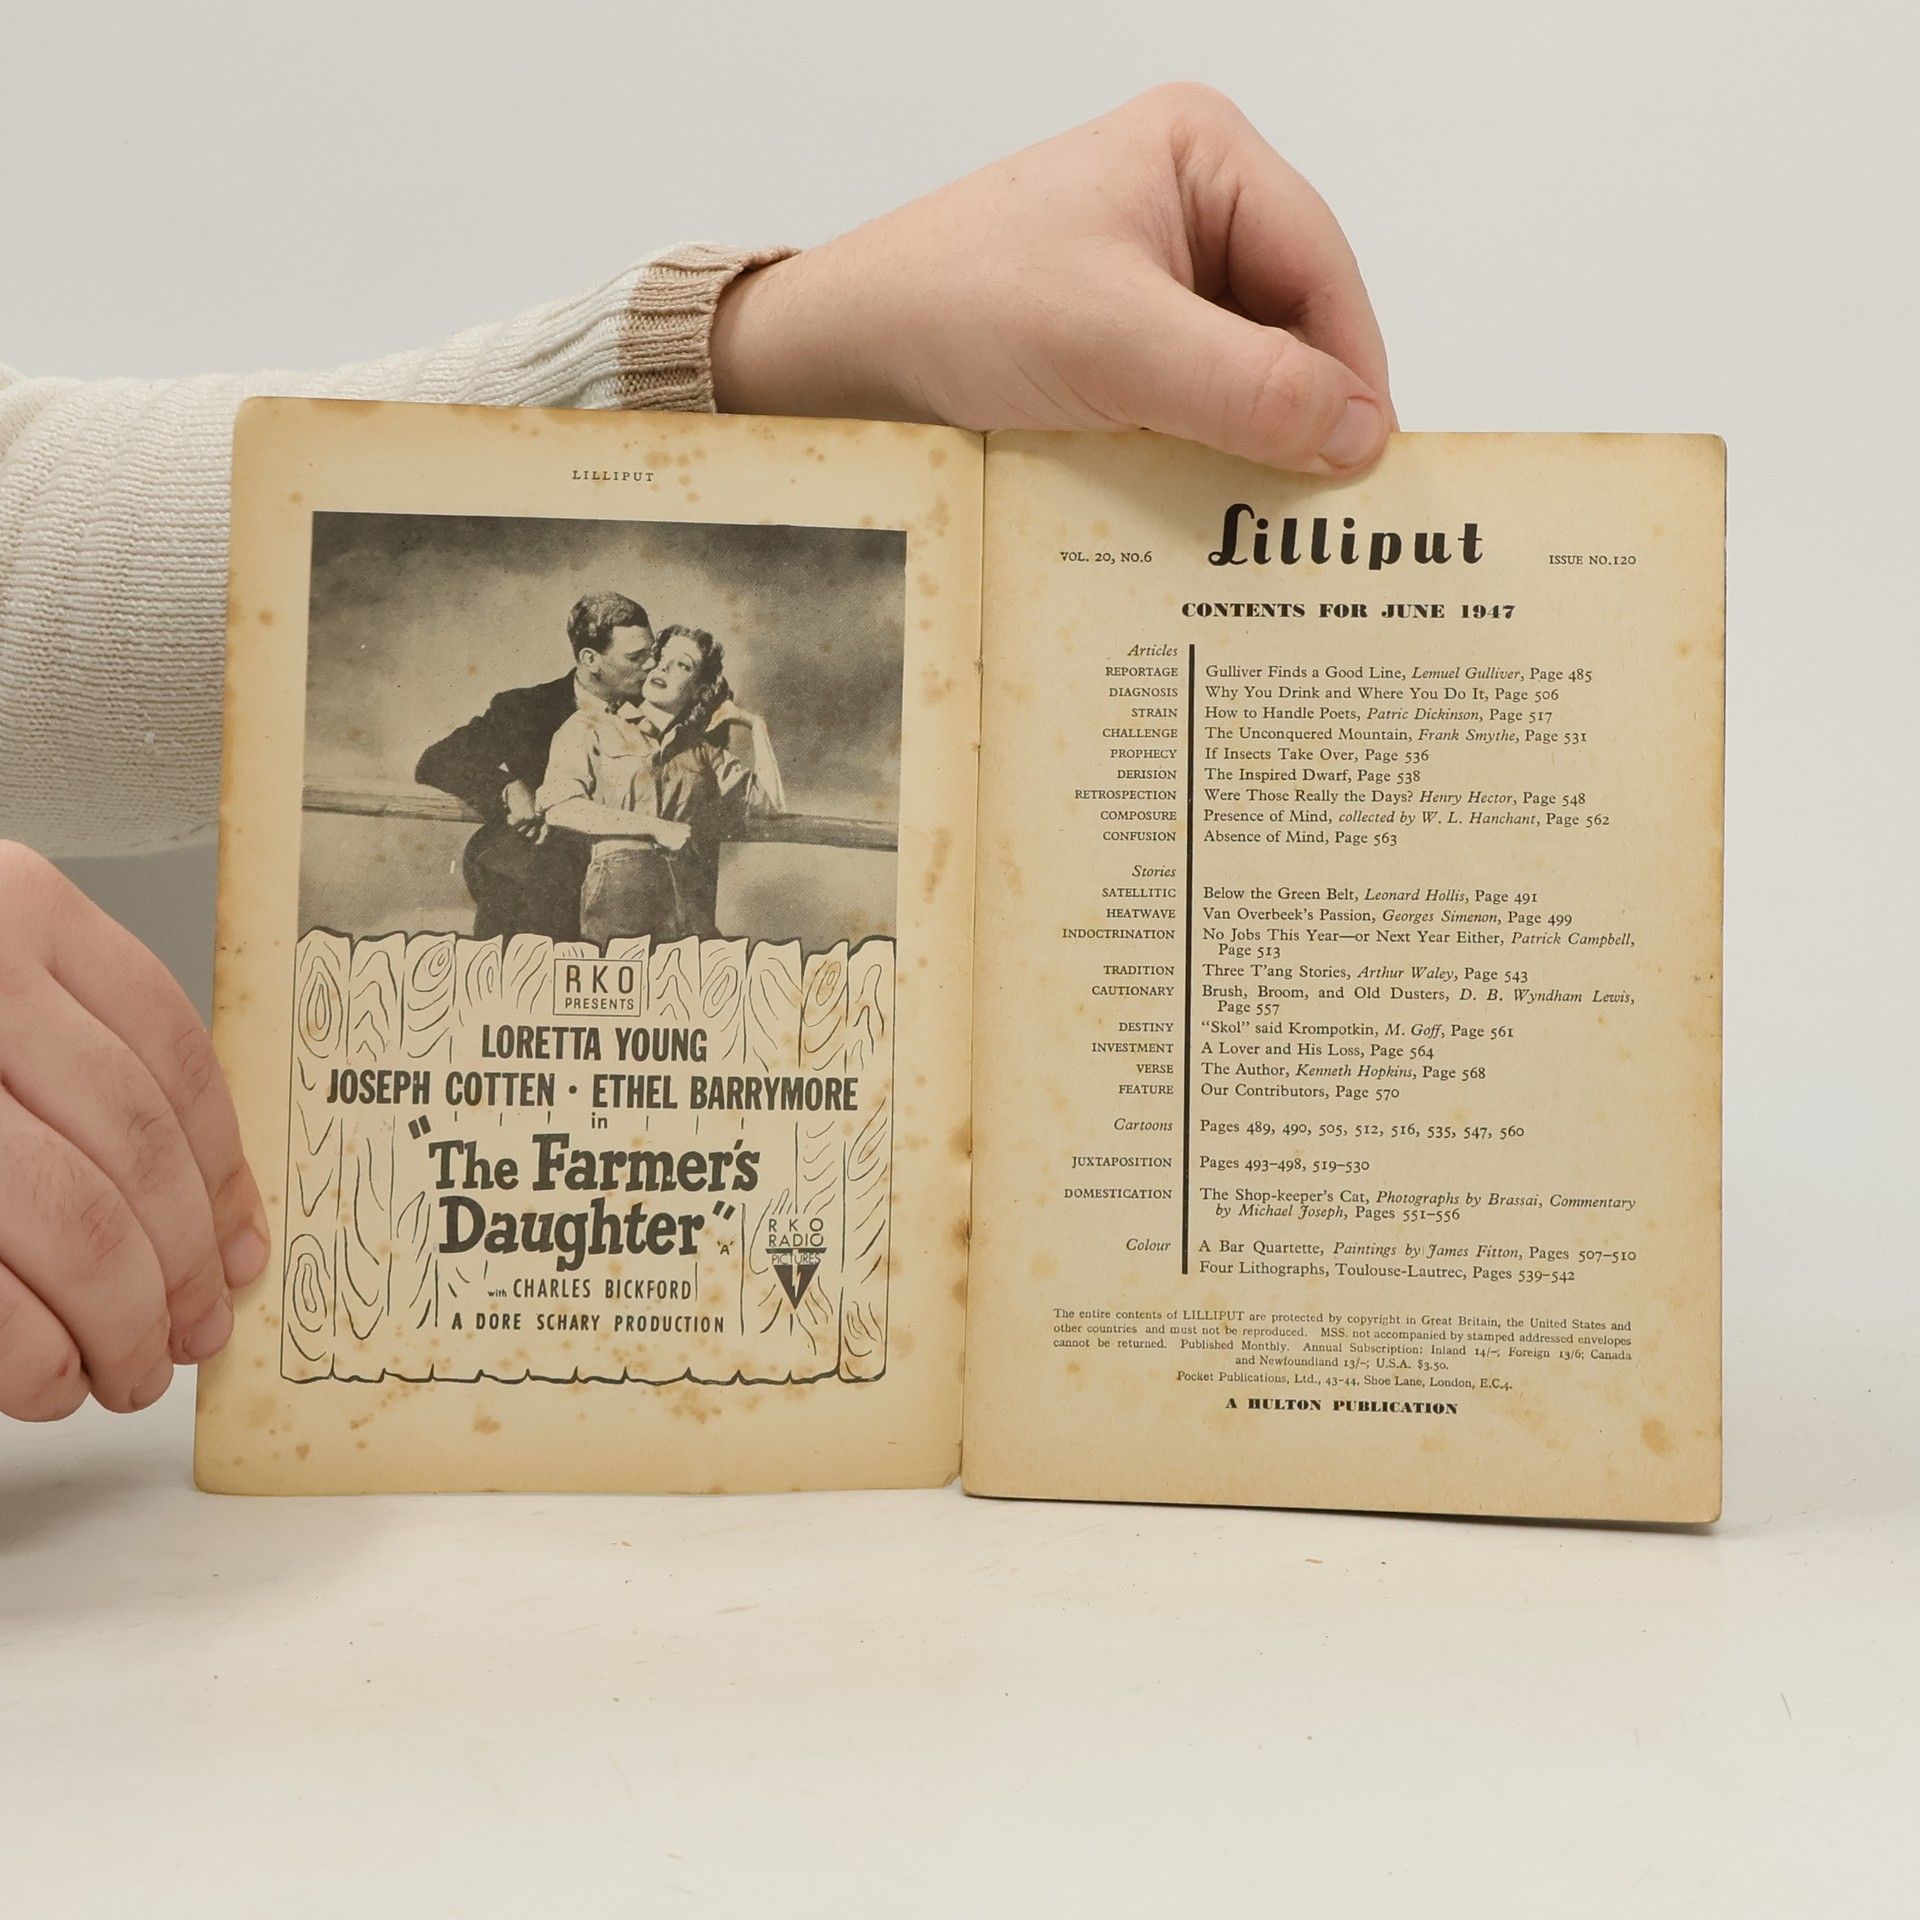 LILLIPUT
RKO
PRESENTS
LORETTA YOUNG
JOSEPH COTTEN · ETHEL BARRYMORE
in
"The Farmer's
Daughter"
"A"
RKO
RADIO
PICTURES
with CHARLES BICKFORD
A DORE SCHARY PRODUCTION
VOL. 20, NO.6
Lilliput
ISSUE NO.120
CONTENTS FOR JUNE 1947
Articles
REPORTAGE Gulliver Finds a Good Line, Lemuel Gulliver, Page 485
DIAGNOSIS Why You Drink and Where You Do It, Page 506
STRAIN How to Handle Poets, Patric Dickinson, Page 517
CHALLENGE The Unconquered Mountain, Frank Smythe, Page 531
PROPHECY If Insects Take Over, Page 536
DERISION The Inspired Dwarf, Page 538
RETROSPECTION Were Those Really the Days? Henry Hector, Page 548
COMPOSURE Presence of Mind, collected by W. L. Hanchant, Page 562
CONFUSION Absence of Mind, Page 563
Stories
SATELLITIC Below the Green Belt, Leonard Hollis, Page 491
HEATWAVE Van Overbeek's Passion, Georges Simenon, Page 499
INDOCTRINATION No Jobs This Year—or Next Year Either, Patrick Campbell,
Page 513
TRADITION Three T'ang Stories, Arthur Waley, Page 543
CAUTIONARY Brush, Broom, and Old Dusters, D. B. Wyndham Lewis,
Page 557
DESTINY "Skol" said Krompotkin, M. Goff, Page 561
INVESTMENT A Lover and His Loss, Page 564
VERSE The Author, Kenneth Hopkins, Page 568
FEATURE Our Contributors, Page 570
Cartoons Pages 489, 490, 505, 512, 516, 535, 547, 560
JUXTAPOSITION Pages 493–498, 519–530
DOMESTICATION The Shop-keeper's Cat, Photographs by Brassai, Commentary
by Michael Joseph, Pages 551–556
Colour A Bar Quartette, Paintings by James Fitton, Pages 507–510
Four Lithographs, Toulouse-Lautrec, Pages 539–542
The entire contents of LILLIPUT are protected by copyright in Great Britain, the United States and
other countries and must not be reproduced. MSS. not accompanied by stamped addressed envelopes
cannot be returned. Published Monthly. Annual Subscription: Inland 14/-; Foreign 13/6; Canada
and Newfoundland 13/-; U.S.A. $3.50.
Pocket Publications, Ltd., 43-44, Shoe Lane, London, E.C.4.
A HULTON PUBLICATION